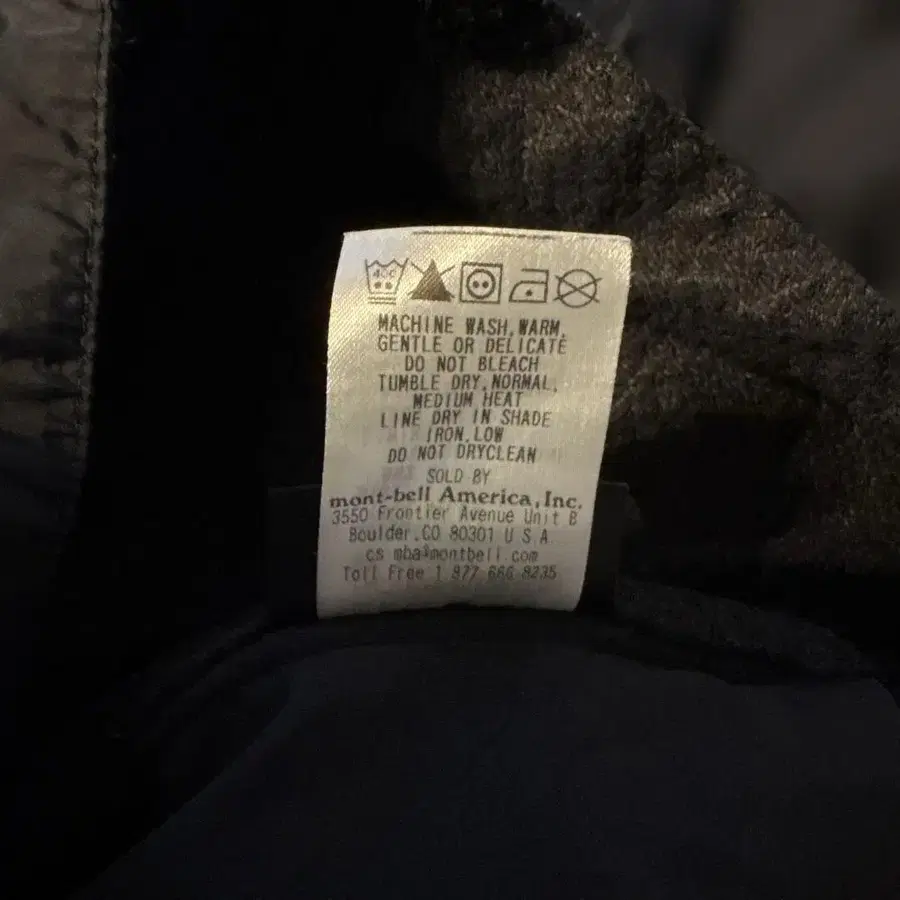 40C
MACHINE WASH, WARM,
GENTLE OR DELICATE
DO NOT BLEACH
TUMBLE DRY, NORMAL,
MEDIUM HEAT
LINE DRY IN SHADE
IRON, LOW
DO NOT DRYCLEAN
SOLD BY
mont-bell America, Inc.
3550 Frontier Avenue Unit B
Boulder, CO 80301 U S A
cs mba@montbell.com
Toll Free 1 877 666 8235